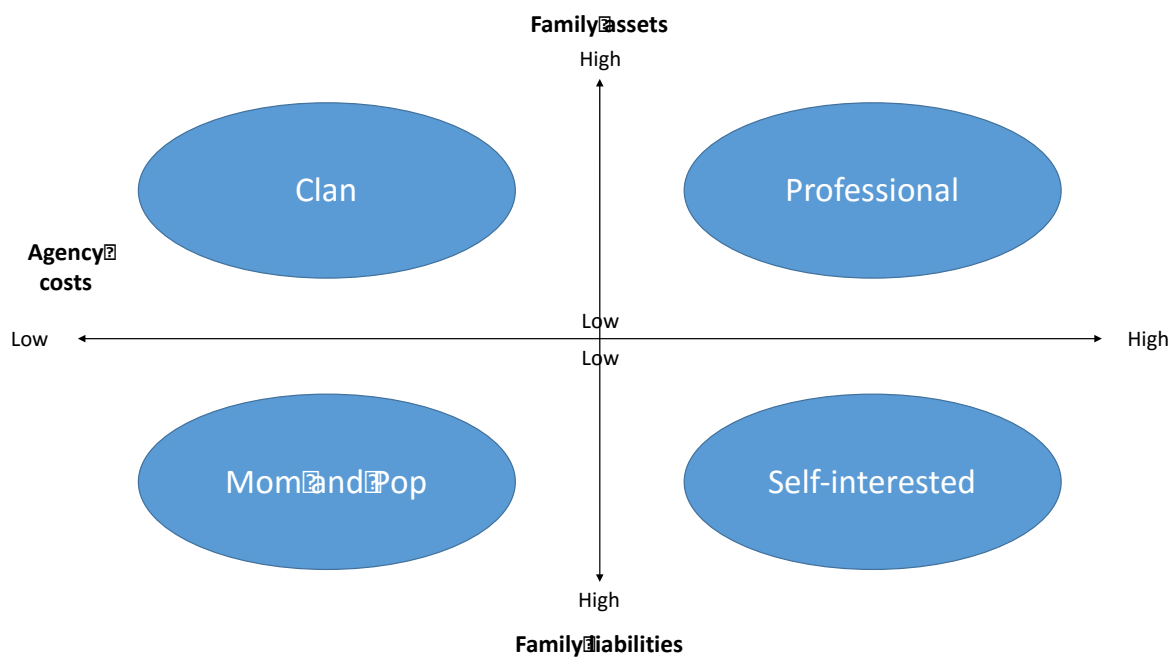 Family assets
High
Clan
Professional
Agency
costs
Low
Low
High
Low
Mom and Pop
Self-interested
High
Family liabilities